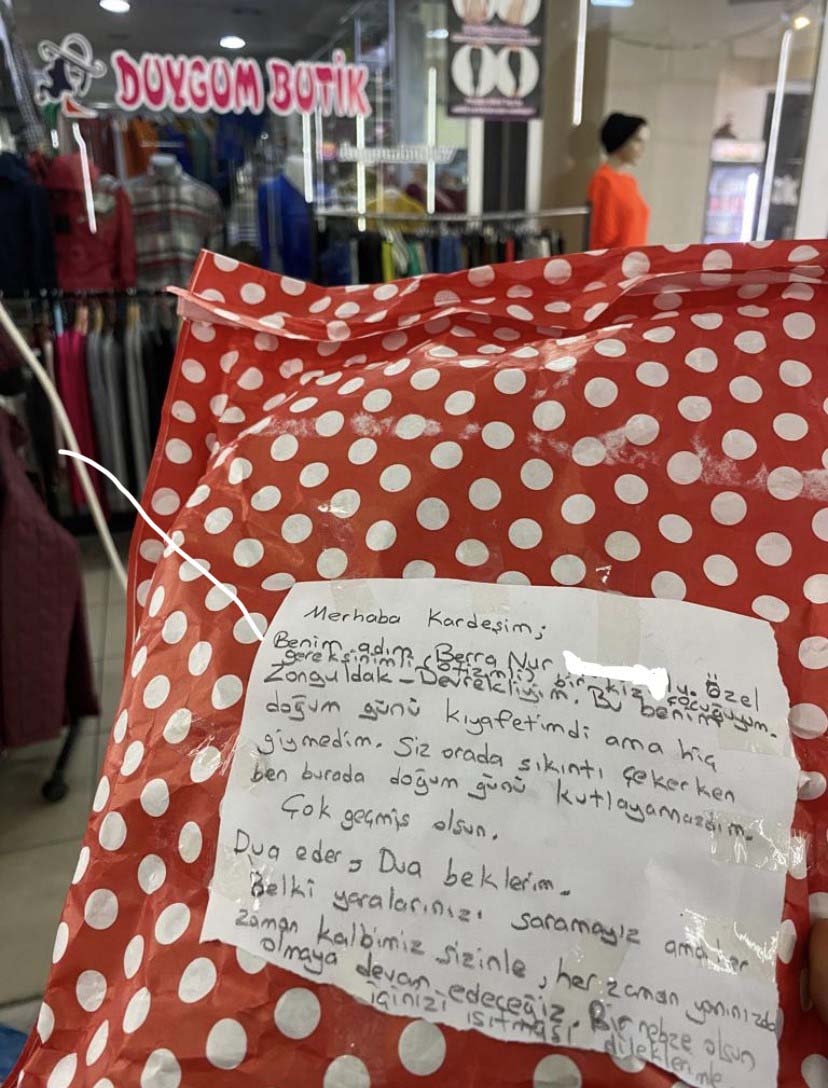 DUYGUM BUTİK
Merhaba Kardeşim;
Benim adım Berra Nur
lu. Özel
gereksinimli (otizmli) bir kız çocuğuyum.
Zonguldak - Devrekliyim. Bu benim
doğum günü kıyafetimdi ama hiç
giymedim. Siz orada sıkıntı çekerken
ben burada doğum günü kutlayamazdım.
Çok geçmiş olsun.
Dua eder, Dua beklerim.
Belki yaralarınızı saramayız ama her
zaman kalbimiz sizinle, her zaman yanınızda
olmaya devam edeceğiz. Bir nebze olsun
içinizi ısıtması dileklerimle